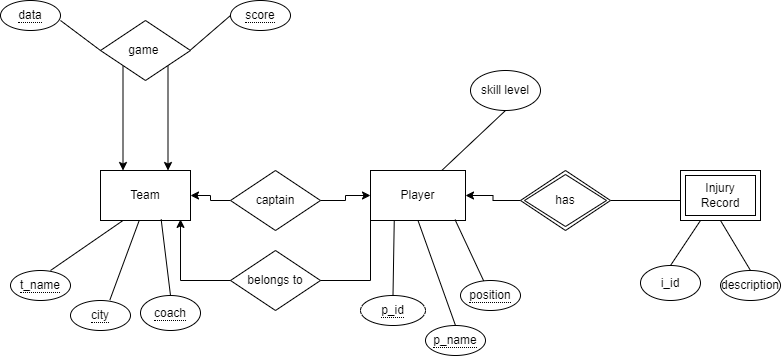 data
score
game
skill level
Team
captain
Player
has
Injury
Record
t_name
city
coach
belongs to
p_id
p_name
position
i_id
description